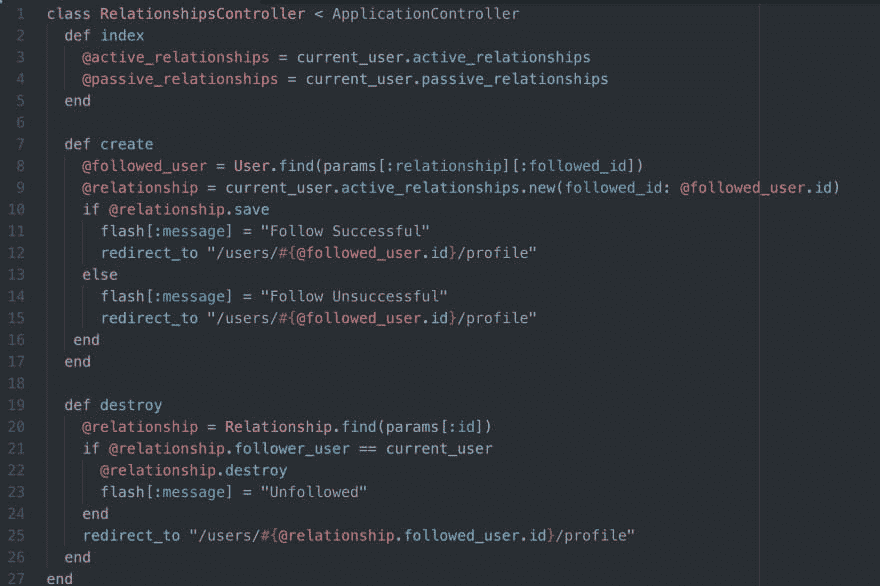 1 class RelationshipsController < ApplicationController
2   def index
3     @active_relationships = current_user.active_relationships
4     @passive_relationships = current_user.passive_relationships
5   end
6
7   def create
8     @followed_user = User.find(params[:relationship][:followed_id])
9     @relationship = current_user.active_relationships.new(followed_id: @followed_user.id)
10     if @relationship.save
11       flash[:message] = "Follow Successful"
12       redirect_to "/users/#{@followed_user.id}/profile"
13     else
14       flash[:message] = "Follow Unsuccessful"
15       redirect_to "/users/#{@followed_user.id}/profile"
16    end
17   end
18
19   def destroy
20     @relationship = Relationship.find(params[:id])
21     if @relationship.follower_user == current_user
22       @relationship.destroy
23       flash[:message] = "Unfollowed"
24     end
25     redirect_to "/users/#{@relationship.followed_user.id}/profile"
26   end
27 end